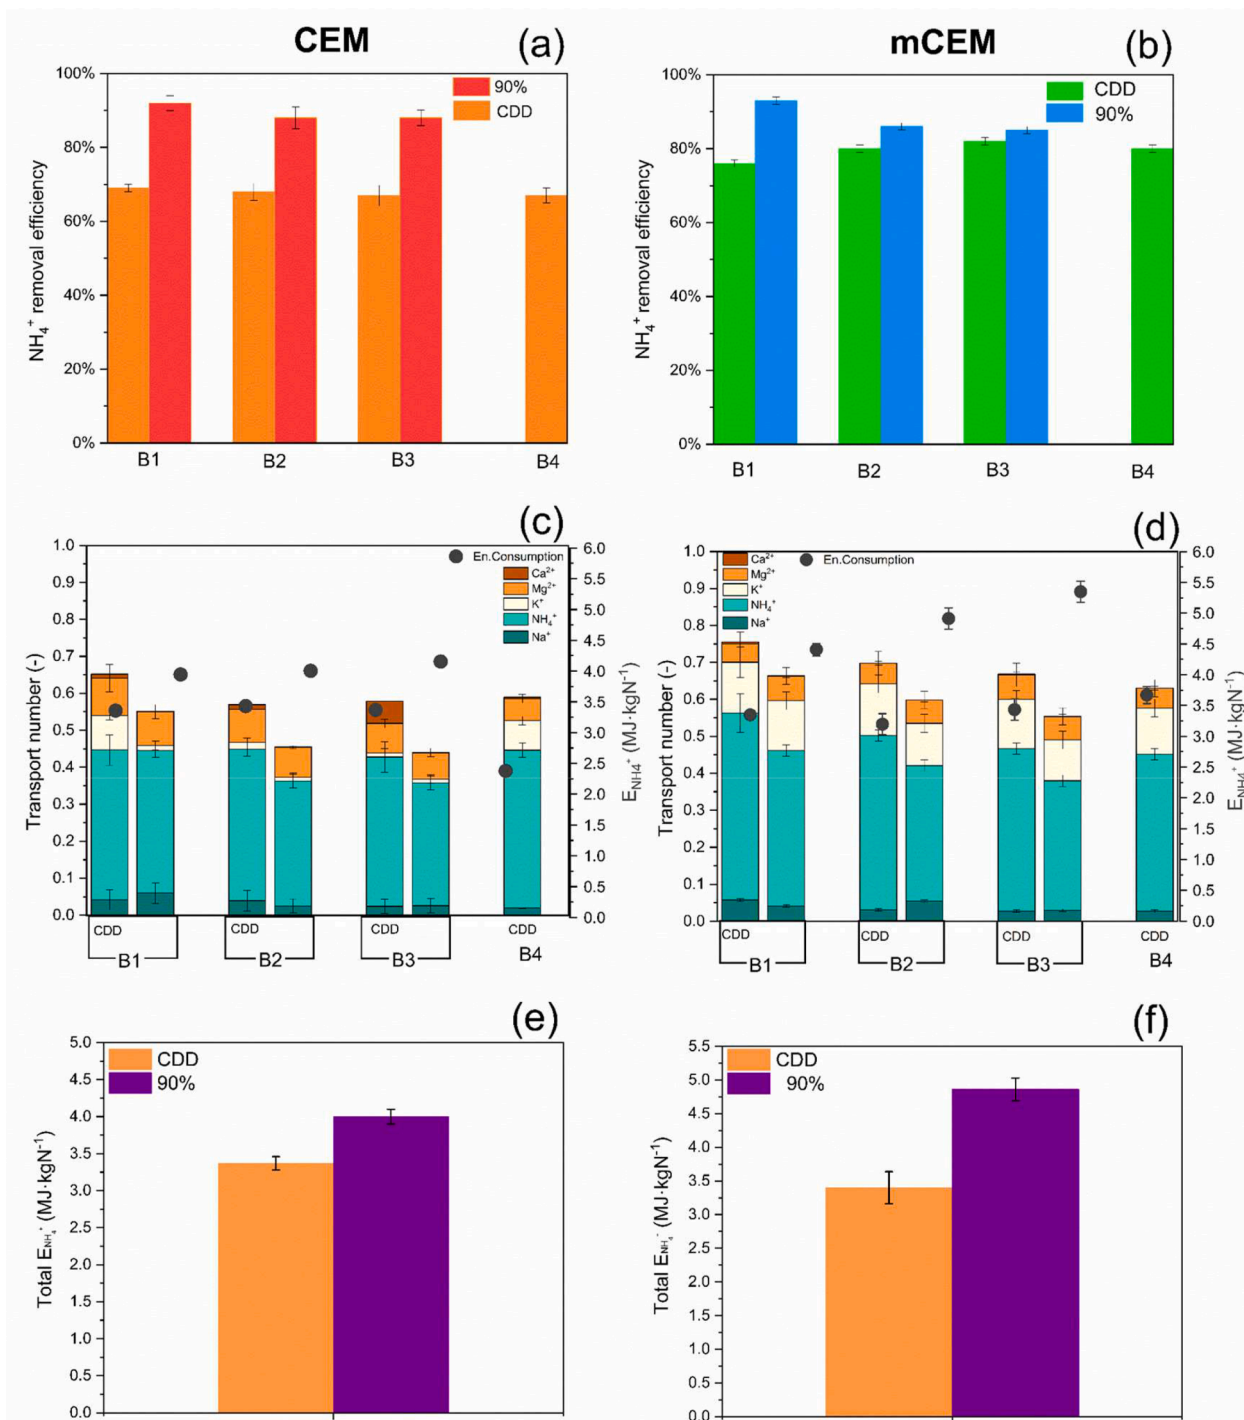 CEM
(a)
100%
80%
60%
40%
20%
0%
NH₄⁺ removal efficiency
90%
CDD
B1 B2 B3 B4
mCEM
(b)
100%
80%
60%
40%
20%
0%
NH₄⁺ removal efficiency
CDD
90%
B1 B2 B3 B4
(c)
1.0
0.9
0.8
0.7
0.6
0.5
0.4
0.3
0.2
0.1
0.0
Transport number (-)
En.Consumption
Ca²⁺
Mg²⁺
K⁺
NH₄⁺
Na⁺
6.0
5.5
5.0
4.5
4.0
3.5
3.0
2.5
2.0
1.5
1.0
0.5
0.0
E_NH4⁺ (MJ·kgN⁻¹)
CDD CDD CDD CDD
B1 B2 B3 B4
(d)
1.0
0.9
0.8
0.7
0.6
0.5
0.4
0.3
0.2
0.1
0.0
Transport number (-)
Ca²⁺
Mg²⁺
K⁺
NH₄⁺
Na⁺
En.Consumption
6.0
5.5
5.0
4.5
4.0
3.5
3.0
2.5
2.0
1.5
1.0
0.5
0.0
E_NH4⁺ (MJ·kgN⁻¹)
CDD CDD CDD CDD
B1 B2 B3 B4
(e)
5.0
4.5
4.0
3.5
3.0
2.5
2.0
1.5
1.0
0.5
0.0
Total E_NH₄⁻ (MJ·kgN⁻¹)
CDD
90%
(f)
5.5
5.0
4.5
4.0
3.5
3.0
2.5
2.0
1.5
1.0
0.5
0.0
Total E_NH₄⁻ (MJ·kgN⁻¹)
CDD
90%